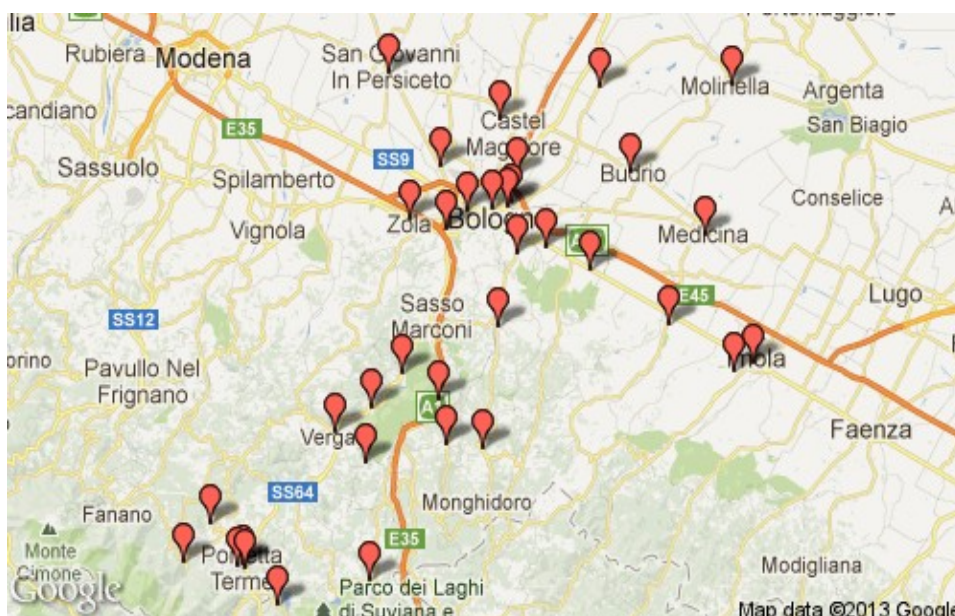 ilia
Rubiera
Modena
San Giovanni
In Persiceto
Molinella
Argenta
San Biagio
candiano
E35
Castel
Maggiore
SS9
Sassuolo
Spilamberto
Budrio
Conselice
Vignola
Zola
Bologna
Medicina
SS12
Sasso
Marconi
E45
Lugo
Pavullo Nel
Frignano
Imola
A1
Faenza
SS64
Monghidoro
Fanano
Monte
Cimone
Porretta
Terme
E35
Modigliana
Parco dei Laghi
di Suviana e
Google
Map data ©2013 Google